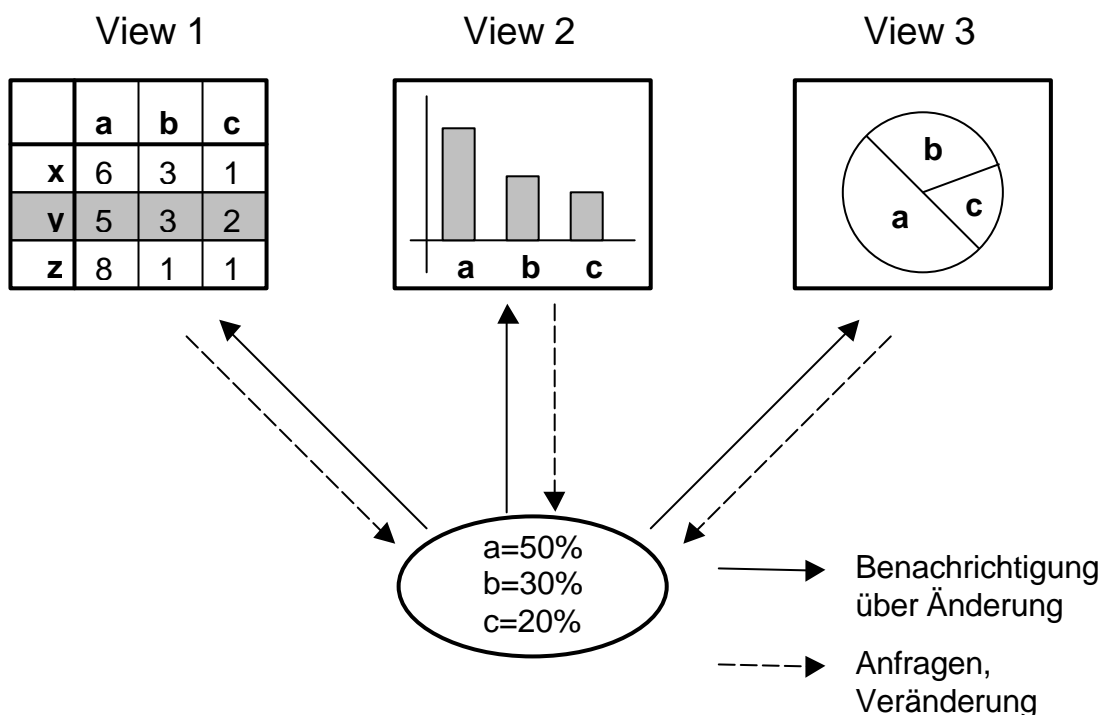 View 1 View 2 View 3
a b c
x 6 3 1
y 5 3 2
z 8 1 1
a b c
b
a c
a=50%
b=30%
c=20%
Benachrichtigung
über Änderung
Anfragen,
Veränderung